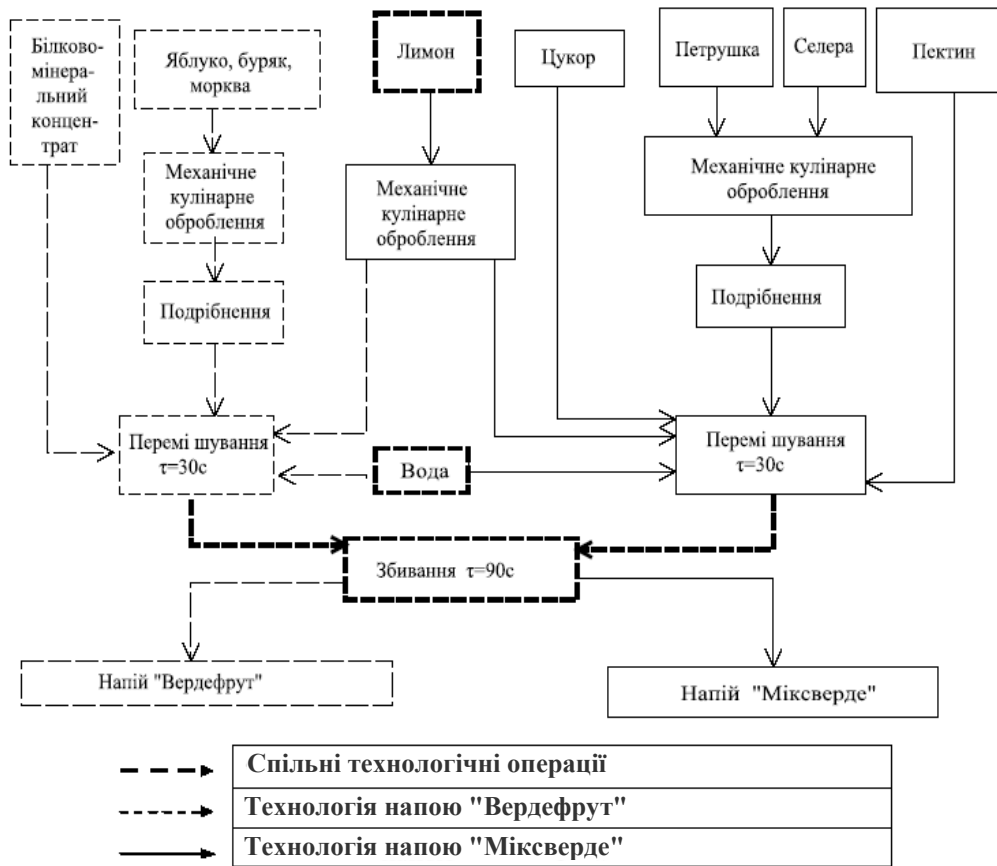 Білково-
мінера-
льний
концен-
трат
Яблуко, буряк,
морква
Лимон
Цукор
Петрушка
Селера
Пектин
Механічне
кулінарне
оброблення
Механічне
кулінарне
оброблення
Механічне кулінарне
оброблення
Подрібнення
Подрібнення
Перемі шування
τ=30с
Вода
Перемі шування
τ=30с
Збивання τ=90с
Напій "Вердефрут"
Напій "Міксверде"
Спільні технологічні операції
Технологія напою "Вердефрут"
Технологія напою "Міксверде"